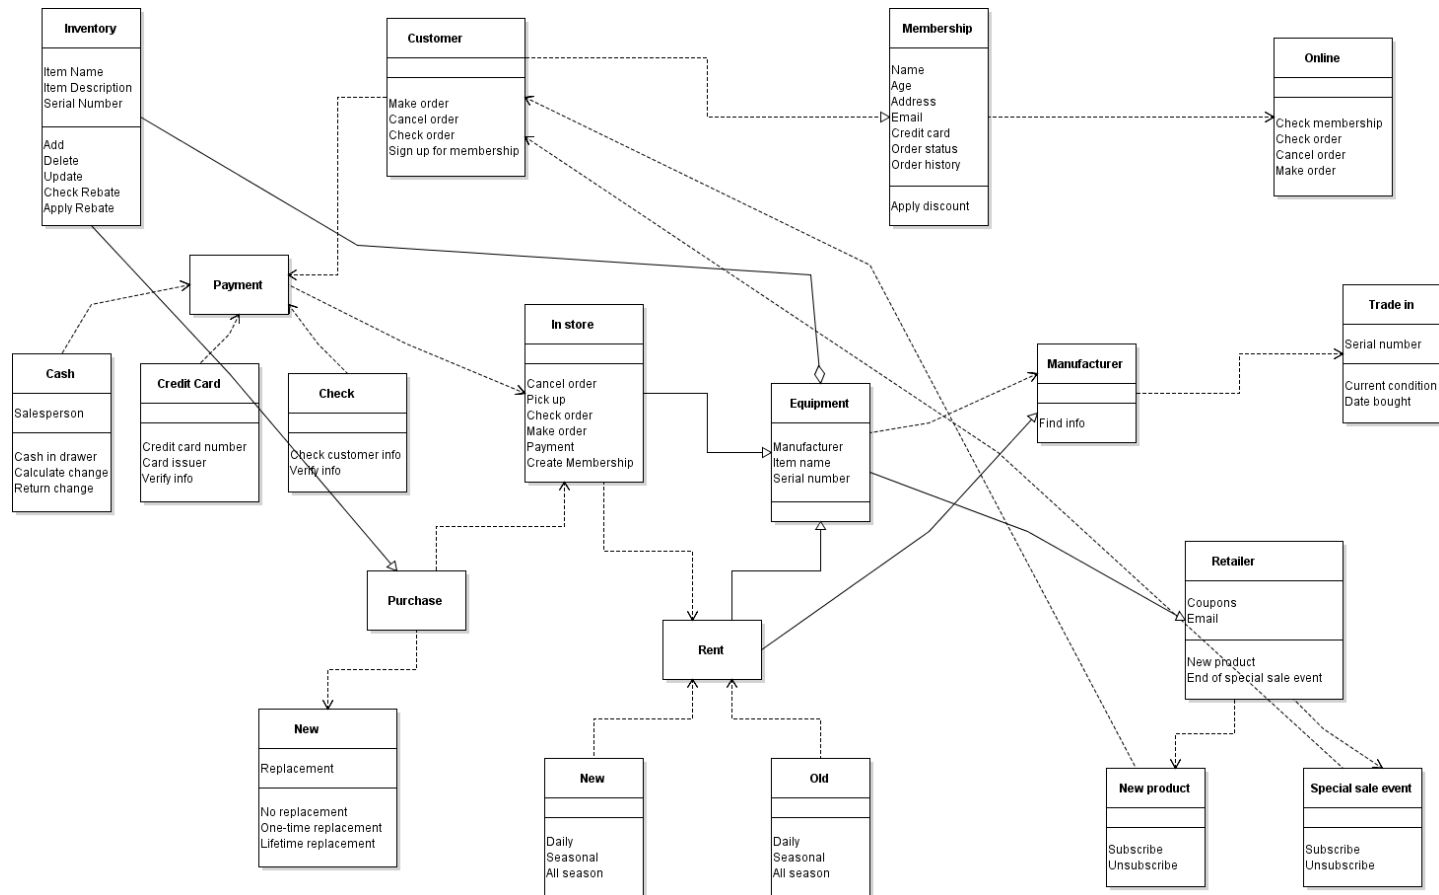 Inventory
Item Name
Item Description
Serial Number
Add
Delete
Update
Check Rebate
Apply Rebate
Customer
Make order
Cancel order
Check order
Sign up for membership
Membership
Name
Age
Address
Email
Credit card
Order status
Order history
Apply discount
Online
Check membership
Check order
Cancel order
Make order
Payment
Cash
Salesperson
Cash in drawer
Calculate change
Return change
Credit Card
Credit card number
Card issuer
Verify info
Check
Check customer info
Verify info
In store
Cancel order
Pick up
Check order
Make order
Payment
Create Membership
Equipment
Manufacturer
Item name
Serial number
Manufacturer
Find info
Trade in
Serial number
Current condition
Date bought
Purchase
Rent
Retailer
Coupons
Email
New product
End of special sale event
New
Replacement
No replacement
One-time replacement
Lifetime replacement
New
Daily
Seasonal
All season
Old
Daily
Seasonal
All season
New product
Subscribe
Unsubscribe
Special sale event
Subscribe
Unsubscribe